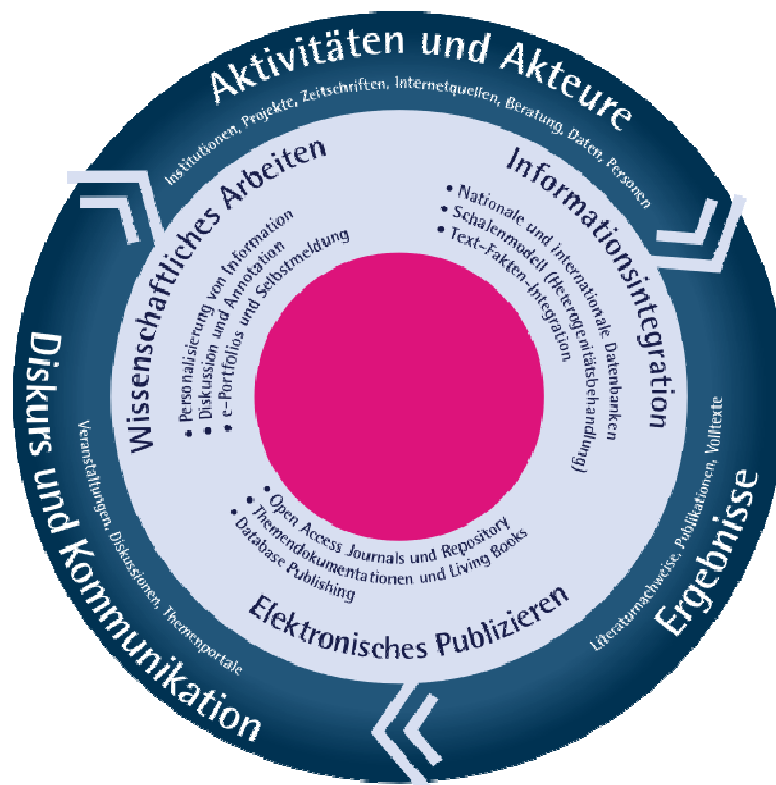 Aktivitäten und Akteure
Institutionen, Projekte, Zeitschriften, Internetquellen, Beratung, Daten, Personen
Wissenschaftliches Arbeiten
• Personalisierung von Information
• Diskussion und Annotation
• e-Portfolios und Selbstmeldung
Informationsintegration
• Nationale und internationale Datenbanken
• Schalenmodell (Heterogenitätsbehandlung)
• Text-Fakten-Integration
Diskurs und Kommunikation
Veranstaltungen, Diskussionen, Themenportale
Ergebnisse
Literaturnachweise, Publikationen, Volltexte
• Open Access Journals und Repository
• Themendokumentationen und Living Books
• Database Publishing
Elektronisches Publizieren